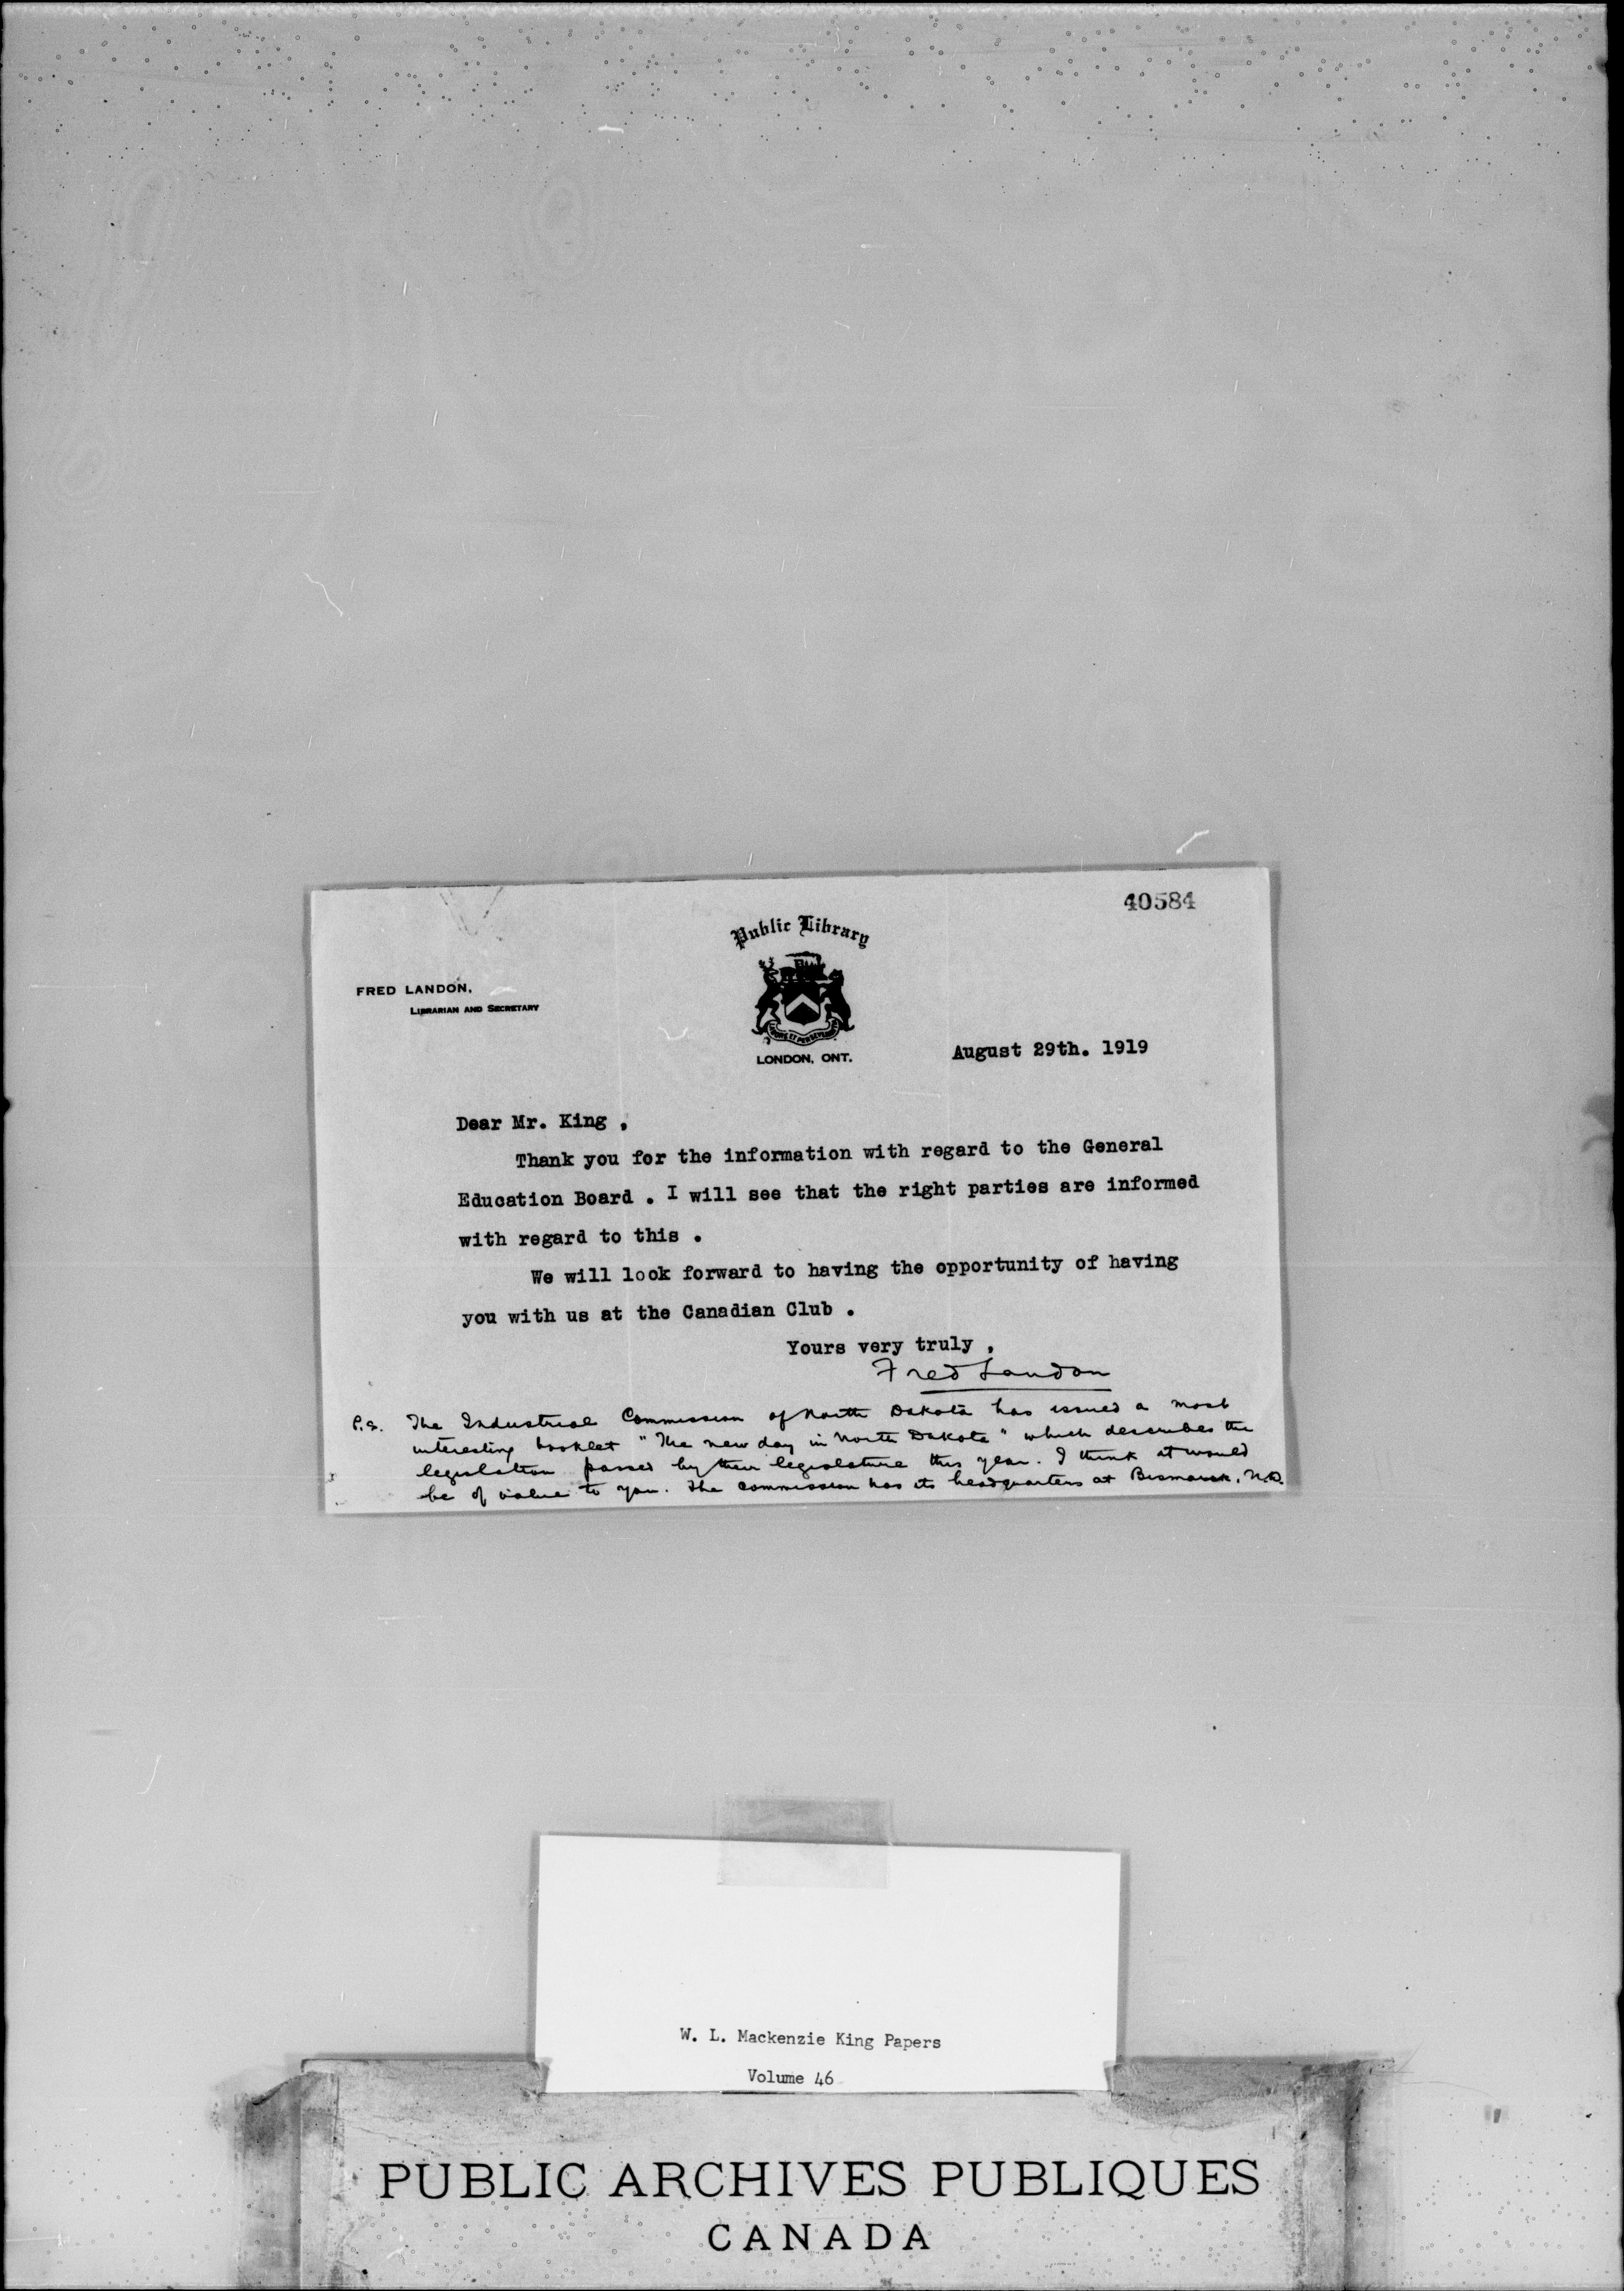 40584
Public Library
FRED LANDON,
LIBRARIAN AND SECRETARY
LONDON, ONT.
August 29th. 1919
Dear Mr. King ,
Thank you for the information with regard to the General
Education Board . I will see that the right parties are informed
with regard to this .
We will look forward to having the opportunity of having
you with us at the Canadian Club .
Yours very truly ,
Fred Landon
P.S. The Industrial Commission of North Dakota has issued a most
interesting booklet "The new day in North Dakota" which describes the
legislation passed by their legislature this year. I think it would
be of value to you. The Commission has its headquarters at Bismarck, N.D.
W. L. Mackenzie King Papers
Volume 46
PUBLIC ARCHIVES PUBLIQUES
CANADA